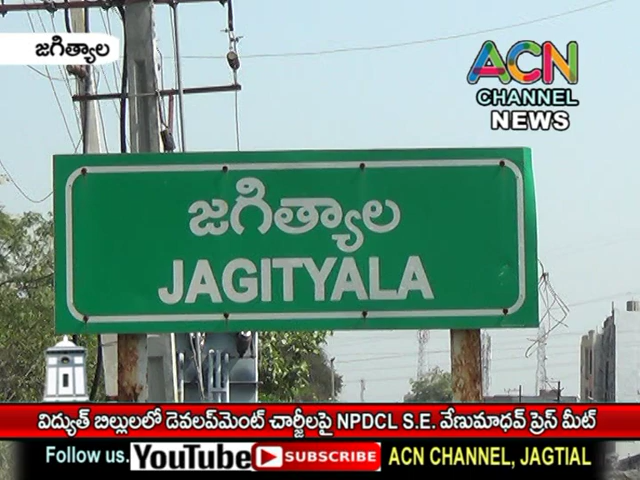 జగిత్యాల
ACN
CHANNEL
NEWS
జగిత్యాల
JAGITYALA
విద్యుత్ బిల్లులలో డెవలప్‌మెంట్ చార్జీలపై NPDCL S.E. వేణుమాధవ్ ప్రెస్ మీట్
Follow us. YouTube SUBSCRIBE ACN CHANNEL, JAGTIAL